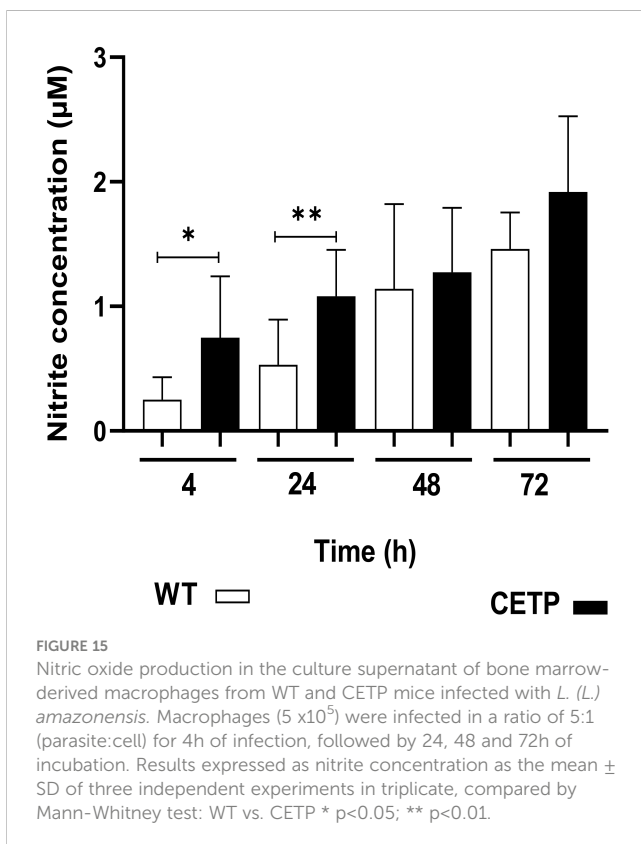 Nitrite concentration (µM)
3
2
1
0
*
**
4 24 48 72
Time (h)
WT CETP
FIGURE 15
Nitric oxide production in the culture supernatant of bone marrow-
derived macrophages from WT and CETP mice infected with L. (L.)
amazonensis. Macrophages (5 x10⁵) were infected in a ratio of 5:1
(parasite:cell) for 4h of infection, followed by 24, 48 and 72h of
incubation. Results expressed as nitrite concentration as the mean ±
SD of three independent experiments in triplicate, compared by
Mann-Whitney test: WT vs. CETP * p<0.05; ** p<0.01.